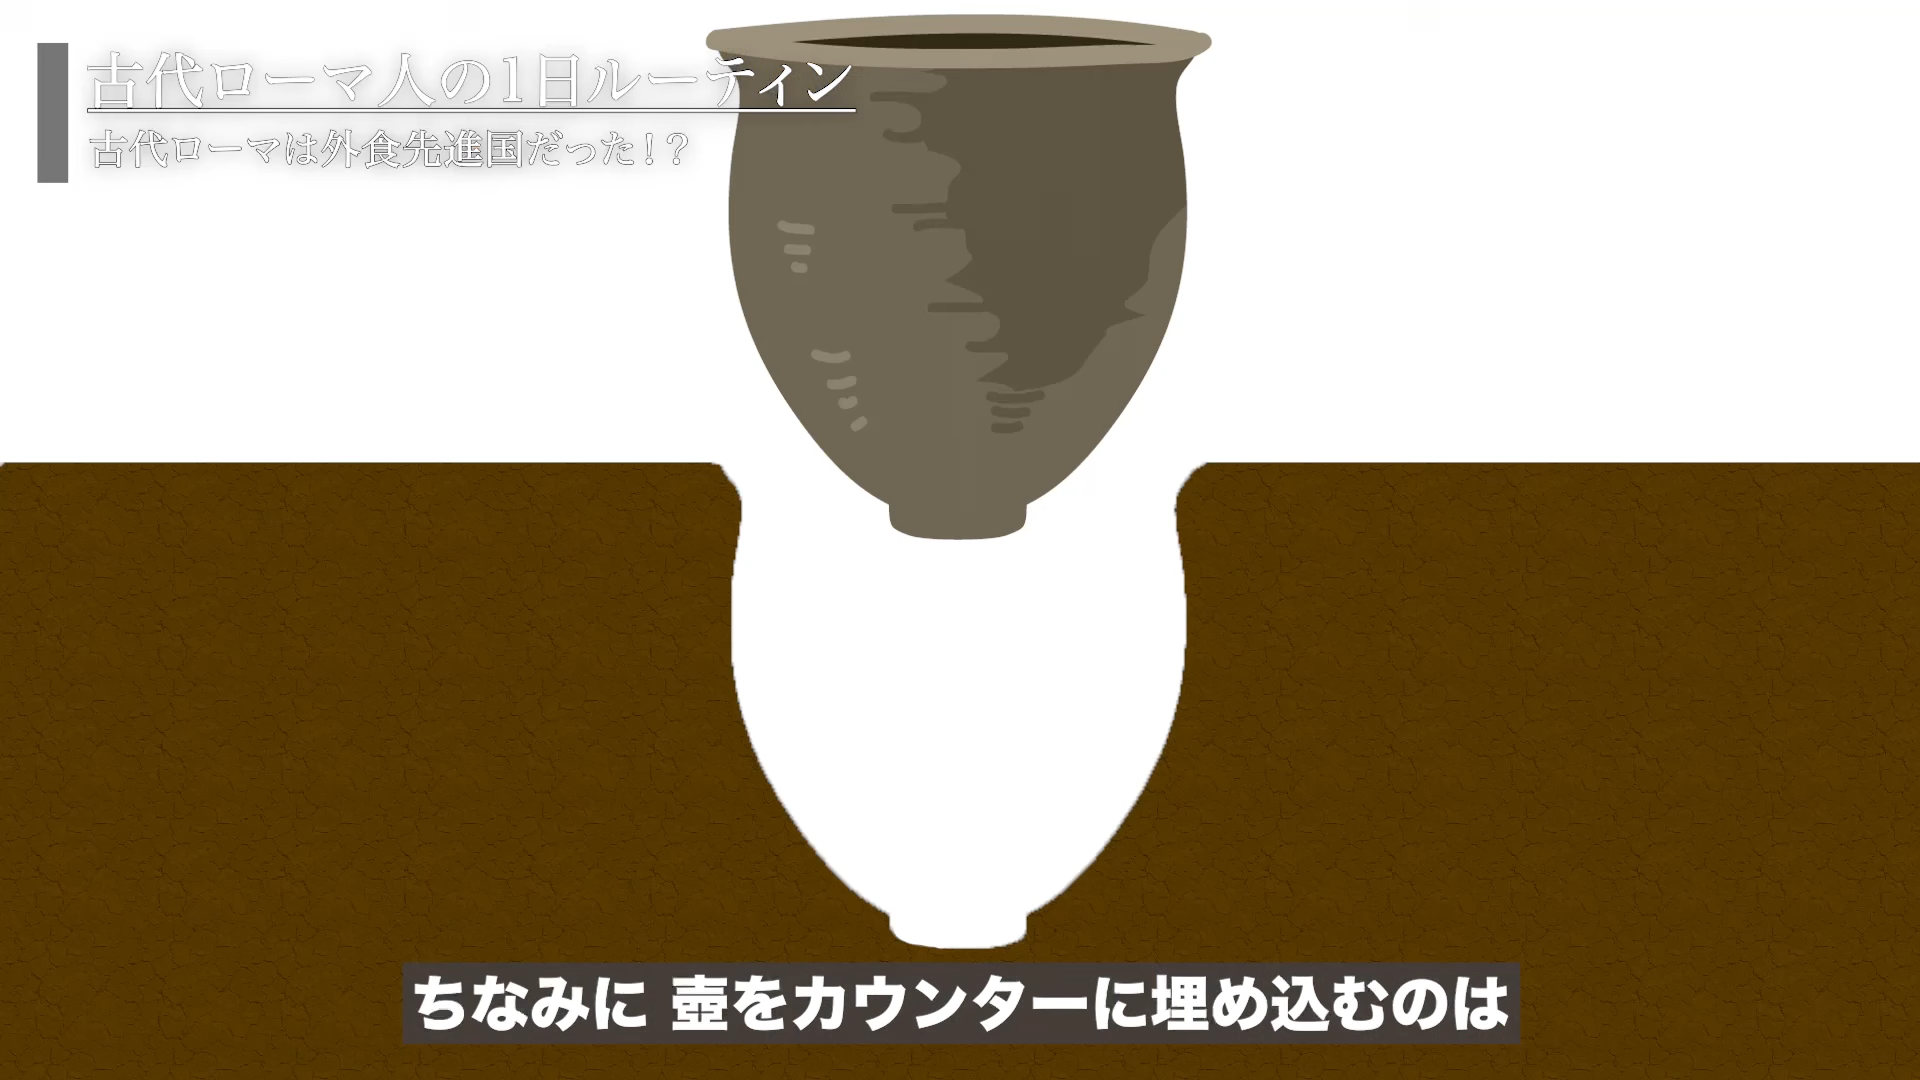 古代ローマ人の1日ルーティン
古代ローマは外食先進国だった!?
ちなみに 壺をカウンターに埋め込むのは